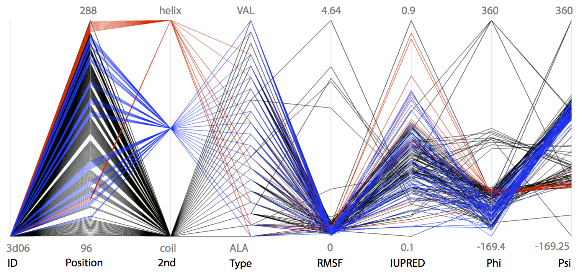 288 helix VAL 4.64 0.9 360 360
3d06 96 coil ALA 0 0.1 -169.4 -169.25
ID Position 2nd Type RMSF IUPRED Phi Psi